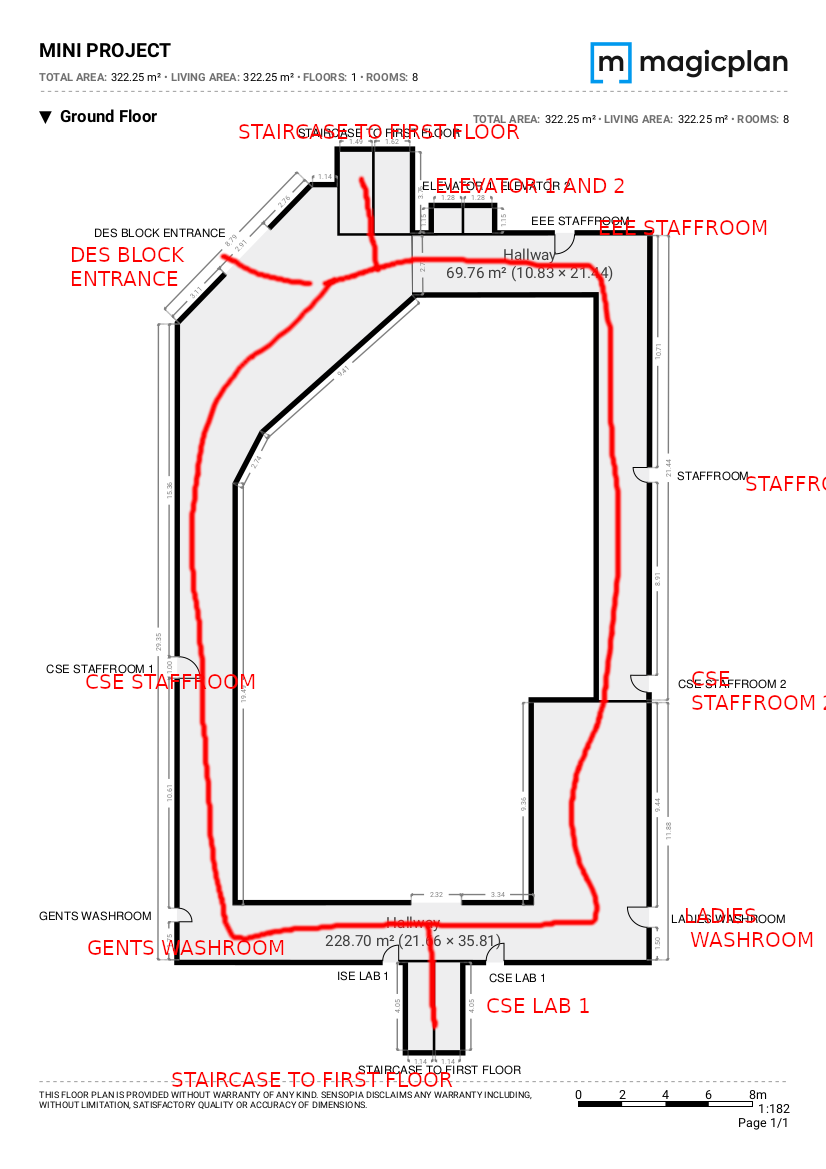 MINI PROJECT
TOTAL AREA: 322.25 m² • LIVING AREA: 322.25 m² • FLOORS: 1 • ROOMS: 8
m magicplan
▼ Ground Floor
TOTAL AREA: 322.25 m² • LIVING AREA: 322.25 m² • ROOMS: 8
STAIRCASE TO FIRST FLOOR
STAIRCASE TO FIRST FLOOR
1.49 1.62
1.14
ELEVATOR 1, ELEVATOR 2
ELEVATOR 1 AND 2
2.76
1.28 1.28
1.15 1.15
EEE STAFFROOM
EEE STAFFROOM
DES BLOCK ENTRANCE
8.79
2.91
DES BLOCK
ENTRANCE
Hallway
69.76 m² (10.83 × 21.44)
3.11
10.71
9.41
2.74
21.44
STAFFROOM
STAFFRO
15.36
8.91
29.35
CSE STAFFROOM 1
1.00
CSE STAFFROOM
CSE STAFFROOM 2
CSE
STAFFROOM 2
10.61
9.36
9.44
11.88
2.32 3.34
GENTS WASHROOM
GENTS WASHROOM
Hallway
228.70 m² (21.66 × 35.81)
LADIES WASHROOM
LADIES
WASHROOM
1.50
ISE LAB 1
CSE LAB 1
CSE LAB 1
4.05 4.05
1.14 1.14
STAIRCASE TO FIRST FLOOR
STAIRCASE TO FIRST FLOOR
THIS FLOOR PLAN IS PROVIDED WITHOUT WARRANTY OF ANY KIND. SENSOPIA DISCLAIMS ANY WARRANTY INCLUDING,
WITHOUT LIMITATION, SATISFACTORY QUALITY OR ACCURACY OF DIMENSIONS.
0 2 4 6 8m
1:182
Page 1/1